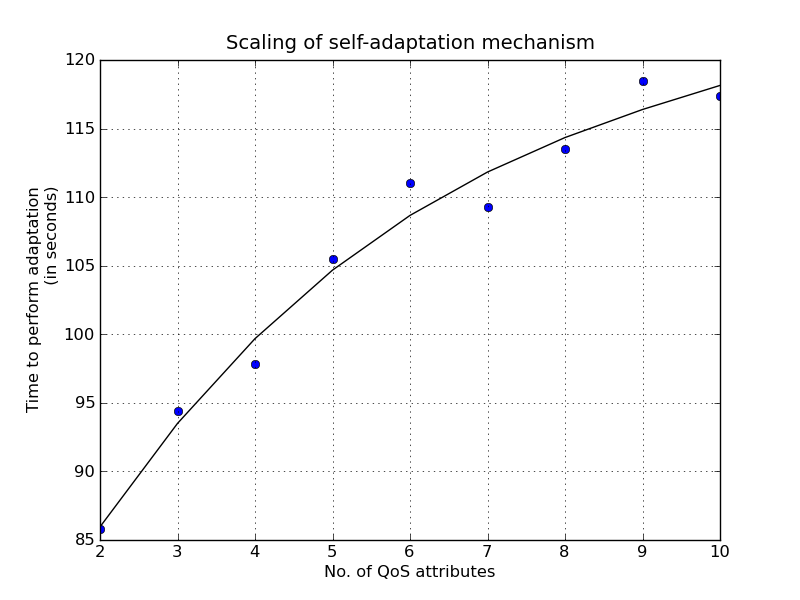 Scaling of self-adaptation mechanism
120
115
110
105
100
95
90
85
Time to perform adaptation
(in seconds)
2 3 4 5 6 7 8 9 10
No. of QoS attributes